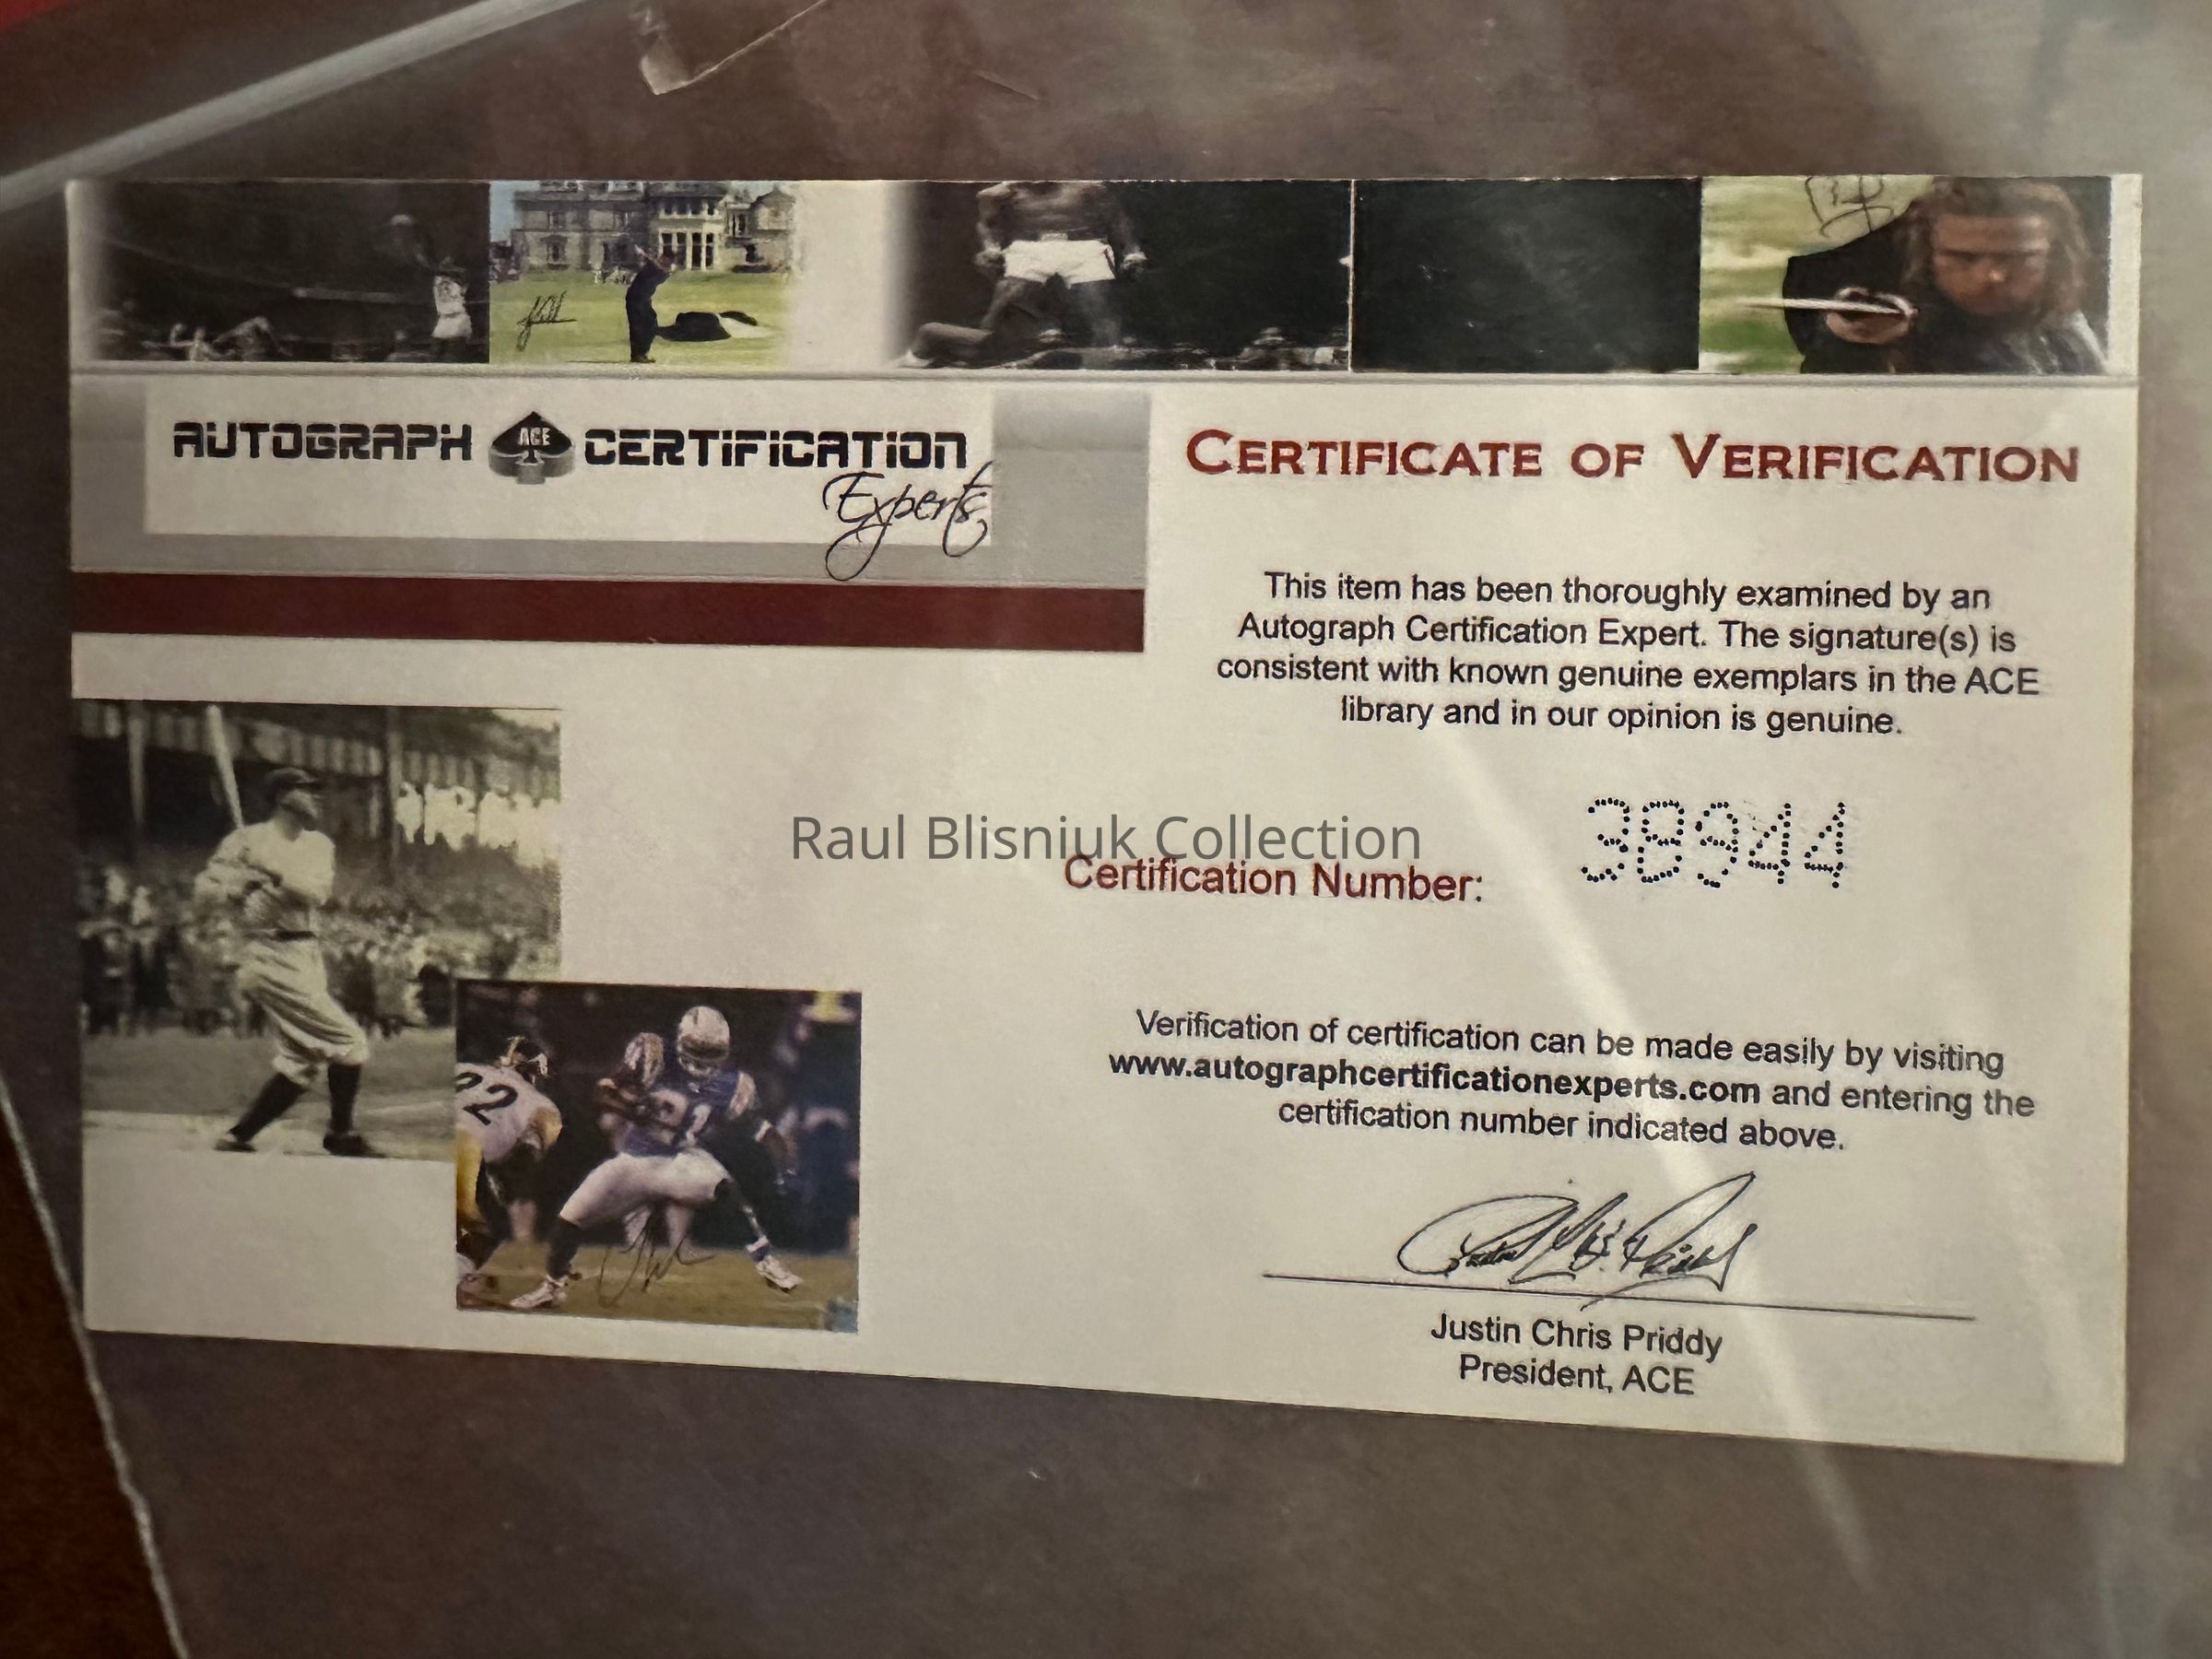 AUTOGRAPH ACE CERTIFICATION
Experts
CERTIFICATE OF VERIFICATION
This item has been thoroughly examined by an
Autograph Certification Expert. The signature(s) is
consistent with known genuine exemplars in the ACE
library and in our opinion is genuine.
Raul Blisniuk Collection
Certification Number: 38944
Verification of certification can be made easily by visiting
www.autographcertificationexperts.com and entering the
certification number indicated above.
Justin Chris Priddy
President, ACE
22
21